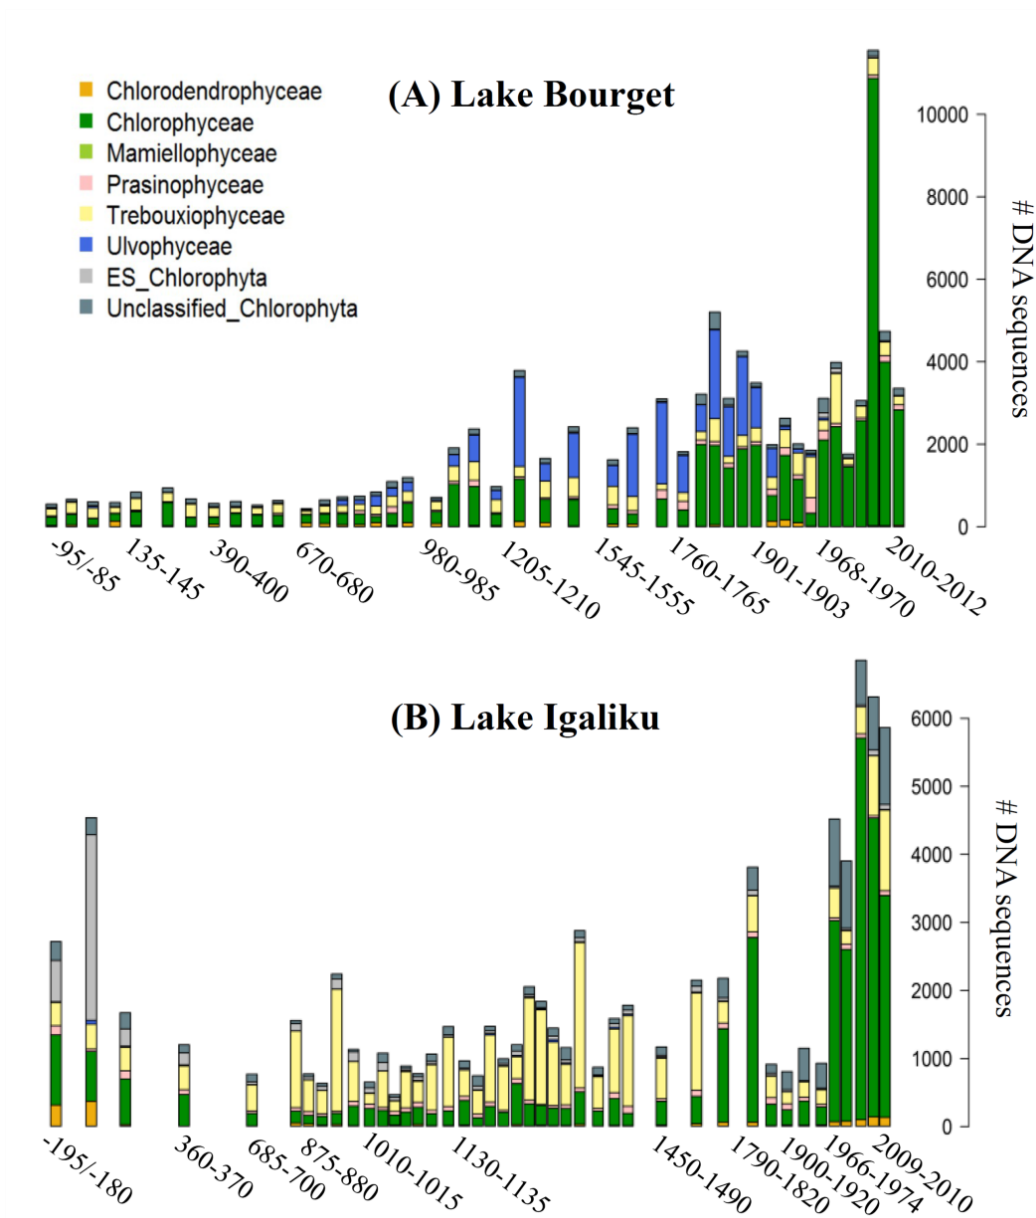 (A) Lake Bourget
Chlorodendrophyceae
Chlorophyceae
Mamiellophyceae
Prasinophyceae
Trebouxiophyceae
Ulvophyceae
ES_Chlorophyta
Unclassified_Chlorophyta
10000
8000
6000
4000
2000
0
# DNA sequences
-95/-85
135-145
390-400
670-680
980-985
1205-1210
1545-1555
1760-1765
1901-1903
1968-1970
2010-2012
(B) Lake Igaliku
6000
5000
4000
3000
2000
1000
0
# DNA sequences
-195/-180
360-370
685-700
875-880
1010-1015
1130-1135
1450-1490
1790-1820
1900-1920
1966-1974
2009-2010